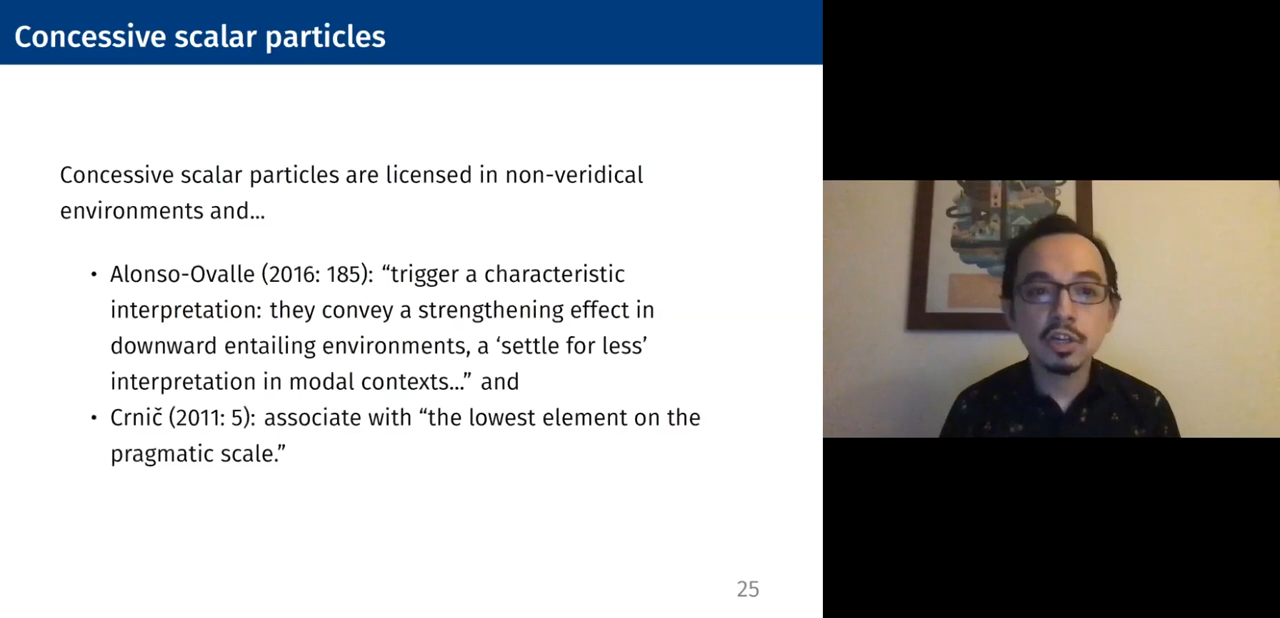 Concessive scalar particles
Concessive scalar particles are licensed in non-veridical
environments and...
• Alonso-Ovalle (2016: 185): “trigger a characteristic
interpretation: they convey a strengthening effect in
downward entailing environments, a ‘settle for less’
interpretation in modal contexts...” and
• Crnič (2011: 5): associate with “the lowest element on the
pragmatic scale.”
25